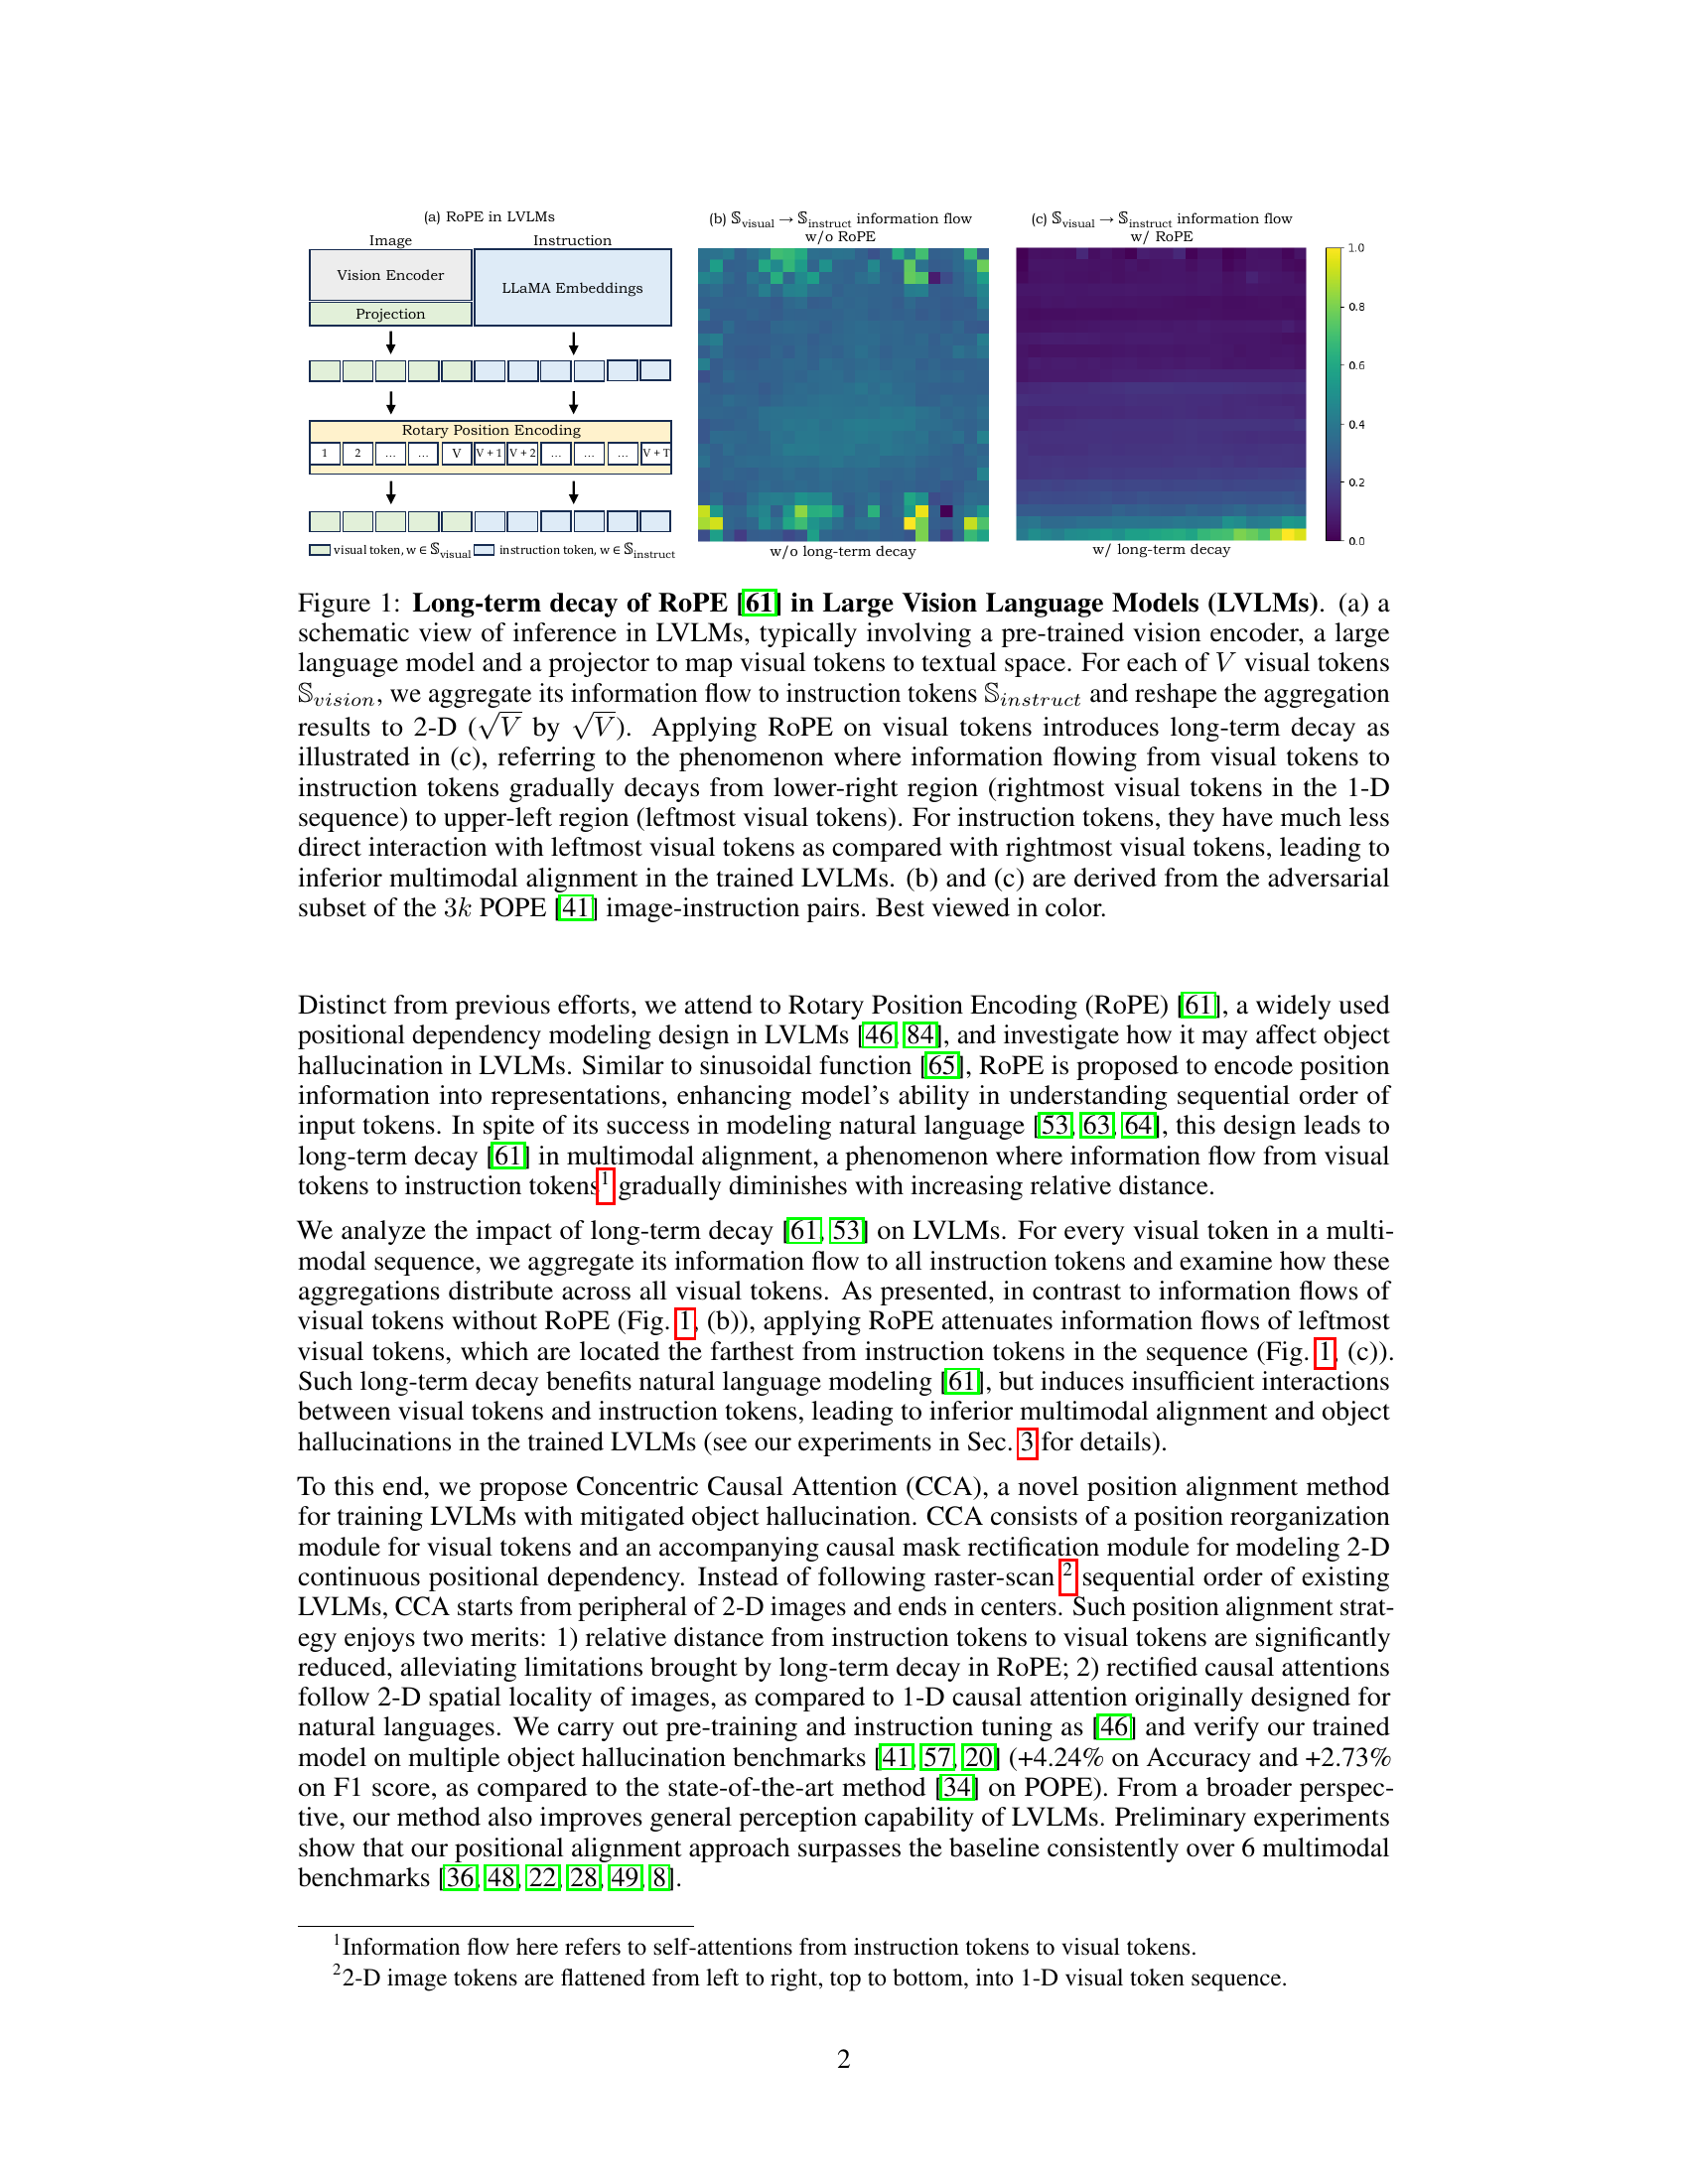 (a) RoPE in LVLMs
Image
Instruction
Vision Encoder
LLaMA Embeddings
Projection
Rotary Position Encoding
1 2 ... ... V V + 1 V + 2 ... ... ... V + T
visual token, w ∈ 𝕊visual
instruction token, w ∈ 𝕊instruct
(b) 𝕊visual → 𝕊instruct information flow
w/o RoPE
w/o long-term decay
(c) 𝕊visual → 𝕊instruct information flow
w/ RoPE
w/ long-term decay
1.0
0.8
0.6
0.4
0.2
0.0
Figure 1: Long-term decay of RoPE [61] in Large Vision Language Models (LVLMs). (a) a
schematic view of inference in LVLMs, typically involving a pre-trained vision encoder, a large
language model and a projector to map visual tokens to textual space. For each of V visual tokens
𝕊vision, we aggregate its information flow to instruction tokens 𝕊instruct and reshape the aggregation
results to 2-D (√V by √V). Applying RoPE on visual tokens introduces long-term decay as
illustrated in (c), referring to the phenomenon where information flowing from visual tokens to
instruction tokens gradually decays from lower-right region (rightmost visual tokens in the 1-D
sequence) to upper-left region (leftmost visual tokens). For instruction tokens, they have much less
direct interaction with leftmost visual tokens as compared with rightmost visual tokens, leading to
inferior multimodal alignment in the trained LVLMs. (b) and (c) are derived from the adversarial
subset of the 3k POPE [41] image-instruction pairs. Best viewed in color.
Distinct from previous efforts, we attend to Rotary Position Encoding (RoPE) [61], a widely used
positional dependency modeling design in LVLMs [46, 84], and investigate how it may affect object
hallucination in LVLMs. Similar to sinusoidal function [65], RoPE is proposed to encode position
information into representations, enhancing model's ability in understanding sequential order of
input tokens. In spite of its success in modeling natural language [53, 63, 64], this design leads to
long-term decay [61] in multimodal alignment, a phenomenon where information flow from visual
tokens to instruction tokens1 gradually diminishes with increasing relative distance.
We analyze the impact of long-term decay [61, 53] on LVLMs. For every visual token in a multi-
modal sequence, we aggregate its information flow to all instruction tokens and examine how these
aggregations distribute across all visual tokens. As presented, in contrast to information flows of
visual tokens without RoPE (Fig. 1, (b)), applying RoPE attenuates information flows of leftmost
visual tokens, which are located the farthest from instruction tokens in the sequence (Fig. 1, (c)).
Such long-term decay benefits natural language modeling [61], but induces insufficient interactions
between visual tokens and instruction tokens, leading to inferior multimodal alignment and object
hallucinations in the trained LVLMs (see our experiments in Sec. 3 for details).
To this end, we propose Concentric Causal Attention (CCA), a novel position alignment method
for training LVLMs with mitigated object hallucination. CCA consists of a position reorganization
module for visual tokens and an accompanying causal mask rectification module for modeling 2-D
continuous positional dependency. Instead of following raster-scan 2 sequential order of existing
LVLMs, CCA starts from peripheral of 2-D images and ends in centers. Such position alignment strat-
egy enjoys two merits: 1) relative distance from instruction tokens to visual tokens are significantly
reduced, alleviating limitations brought by long-term decay in RoPE; 2) rectified causal attentions
follow 2-D spatial locality of images, as compared to 1-D causal attention originally designed for
natural languages. We carry out pre-training and instruction tuning as [46] and verify our trained
model on multiple object hallucination benchmarks [41, 57, 20] (+4.24% on Accuracy and +2.73%
on F1 score, as compared to the state-of-the-art method [34] on POPE). From a broader perspec-
tive, our method also improves general perception capability of LVLMs. Preliminary experiments
show that our positional alignment approach surpasses the baseline consistently over 6 multimodal
benchmarks [36, 48, 22, 28, 49, 8].
1Information flow here refers to self-attentions from instruction tokens to visual tokens.
22-D image tokens are flattened from left to right, top to bottom, into 1-D visual token sequence.
2